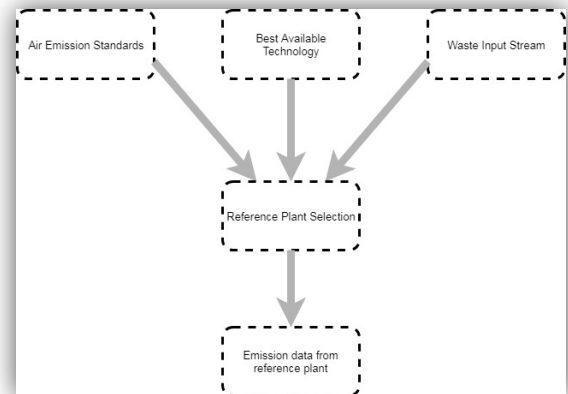 Air Emission Standards
Best Available
Technology
Waste Input Stream
Reference Plant Selection
Emission data from
reference plant